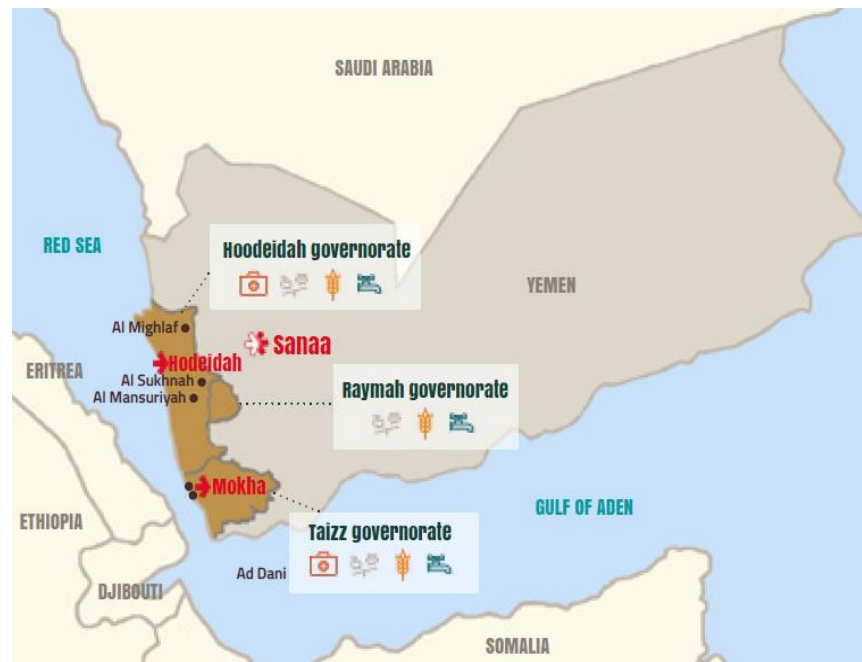 SAUDI ARABIA
RED SEA
Hoodeidah governorate
YEMEN
Al Mighlaf
Sanaa
Hodeidah
ERITREA
Al Sukhnah
Al Mansuriyah
Raymah governorate
Mokha
GULF OF ADEN
ETHIOPIA
Taizz governorate
Ad Dani
DJIBOUTI
SOMALIA